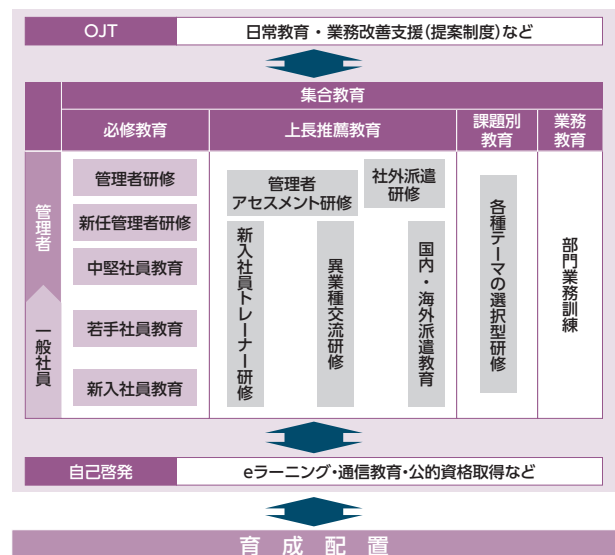 OJT
日常教育・業務改善支援(提案制度)など
集合教育
必修教育
上長推薦教育
課題別
教育
業務
教育
管理者
一般社員
管理者研修
新任管理者研修
中堅社員教育
若手社員教育
新入社員教育
管理者
アセスメント研修
社外派遣
研修
新入社員トレーナー研修
異業種交流研修
国内・海外派遣教育
各種テーマの選択型研修
部門業務訓練
自己啓発
eラーニング・通信教育・公的資格取得など
育成配置